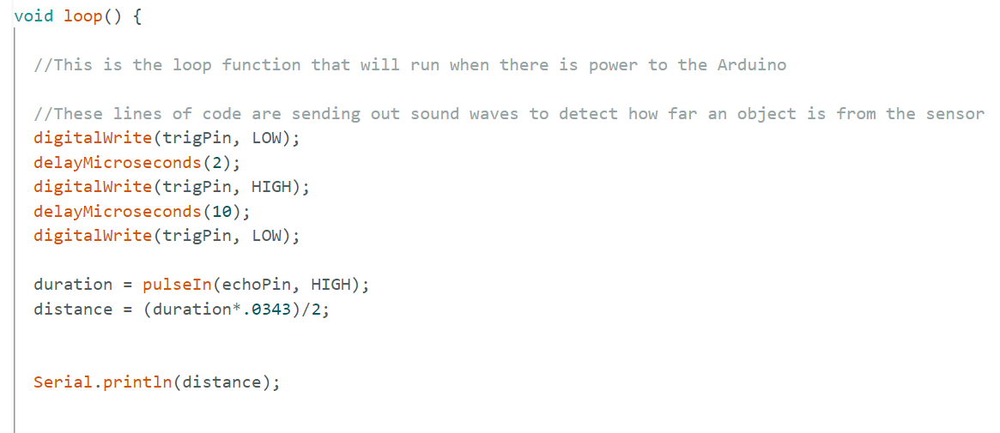 void loop() {
//This is the loop function that will run when there is power to the Arduino
//These lines of code are sending out sound waves to detect how far an object is from the sensor
digitalWrite(trigPin, LOW);
delayMicroseconds(2);
digitalWrite(trigPin, HIGH);
delayMicroseconds(10);
digitalWrite(trigPin, LOW);
duration = pulseIn(echoPin, HIGH);
distance = (duration*.0343)/2;
Serial.println(distance);